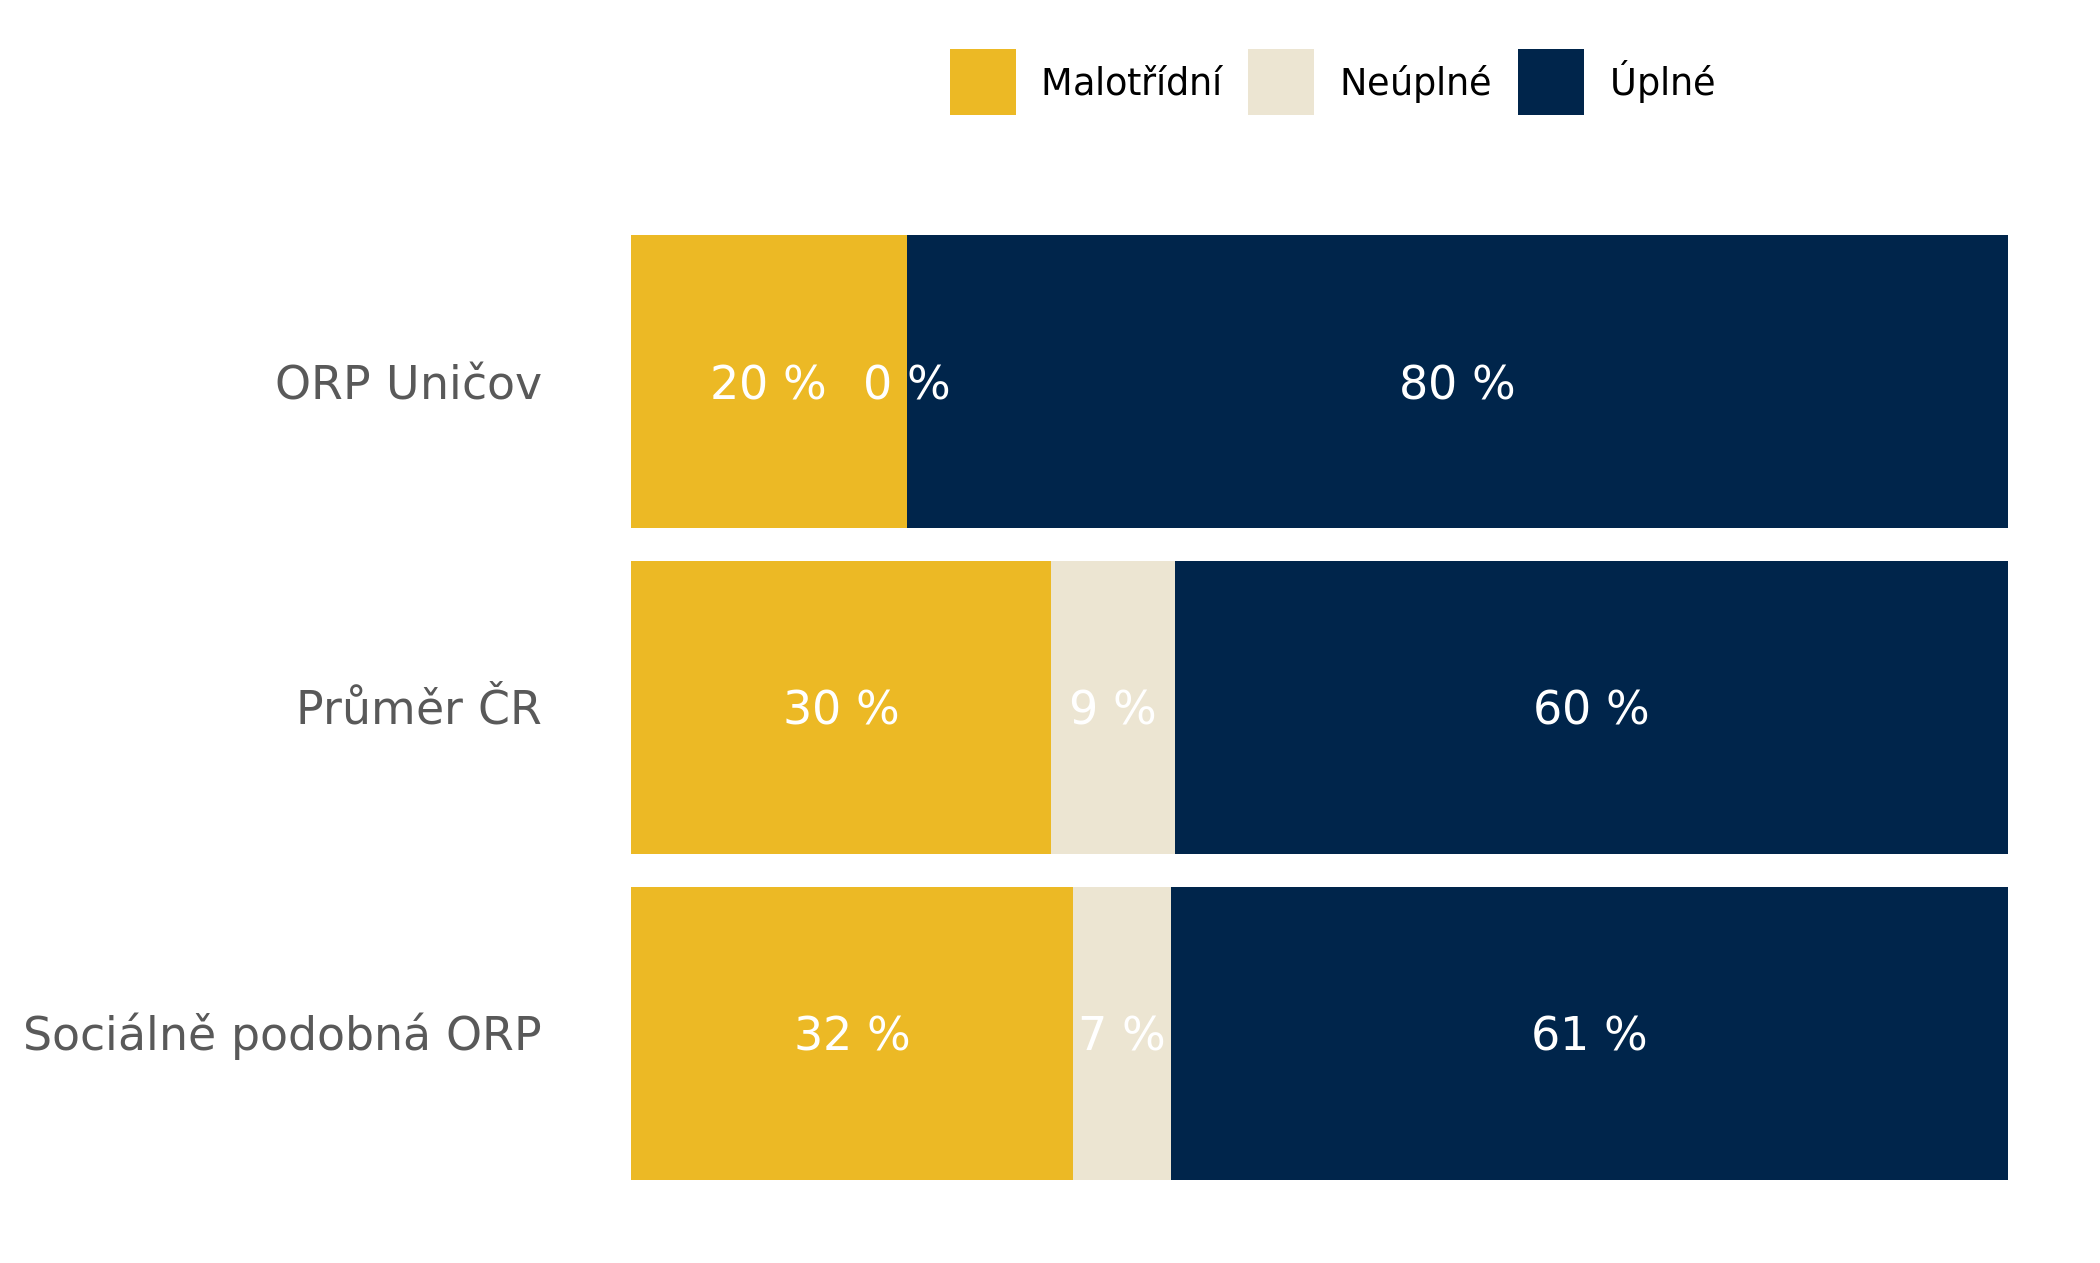 Malotřídní Neúplné Úplné
ORP Uničov 20 % 0 % 80 %
Průměr ČR 30 % 9 % 60 %
Sociálně podobná ORP 32 % 7 % 61 %